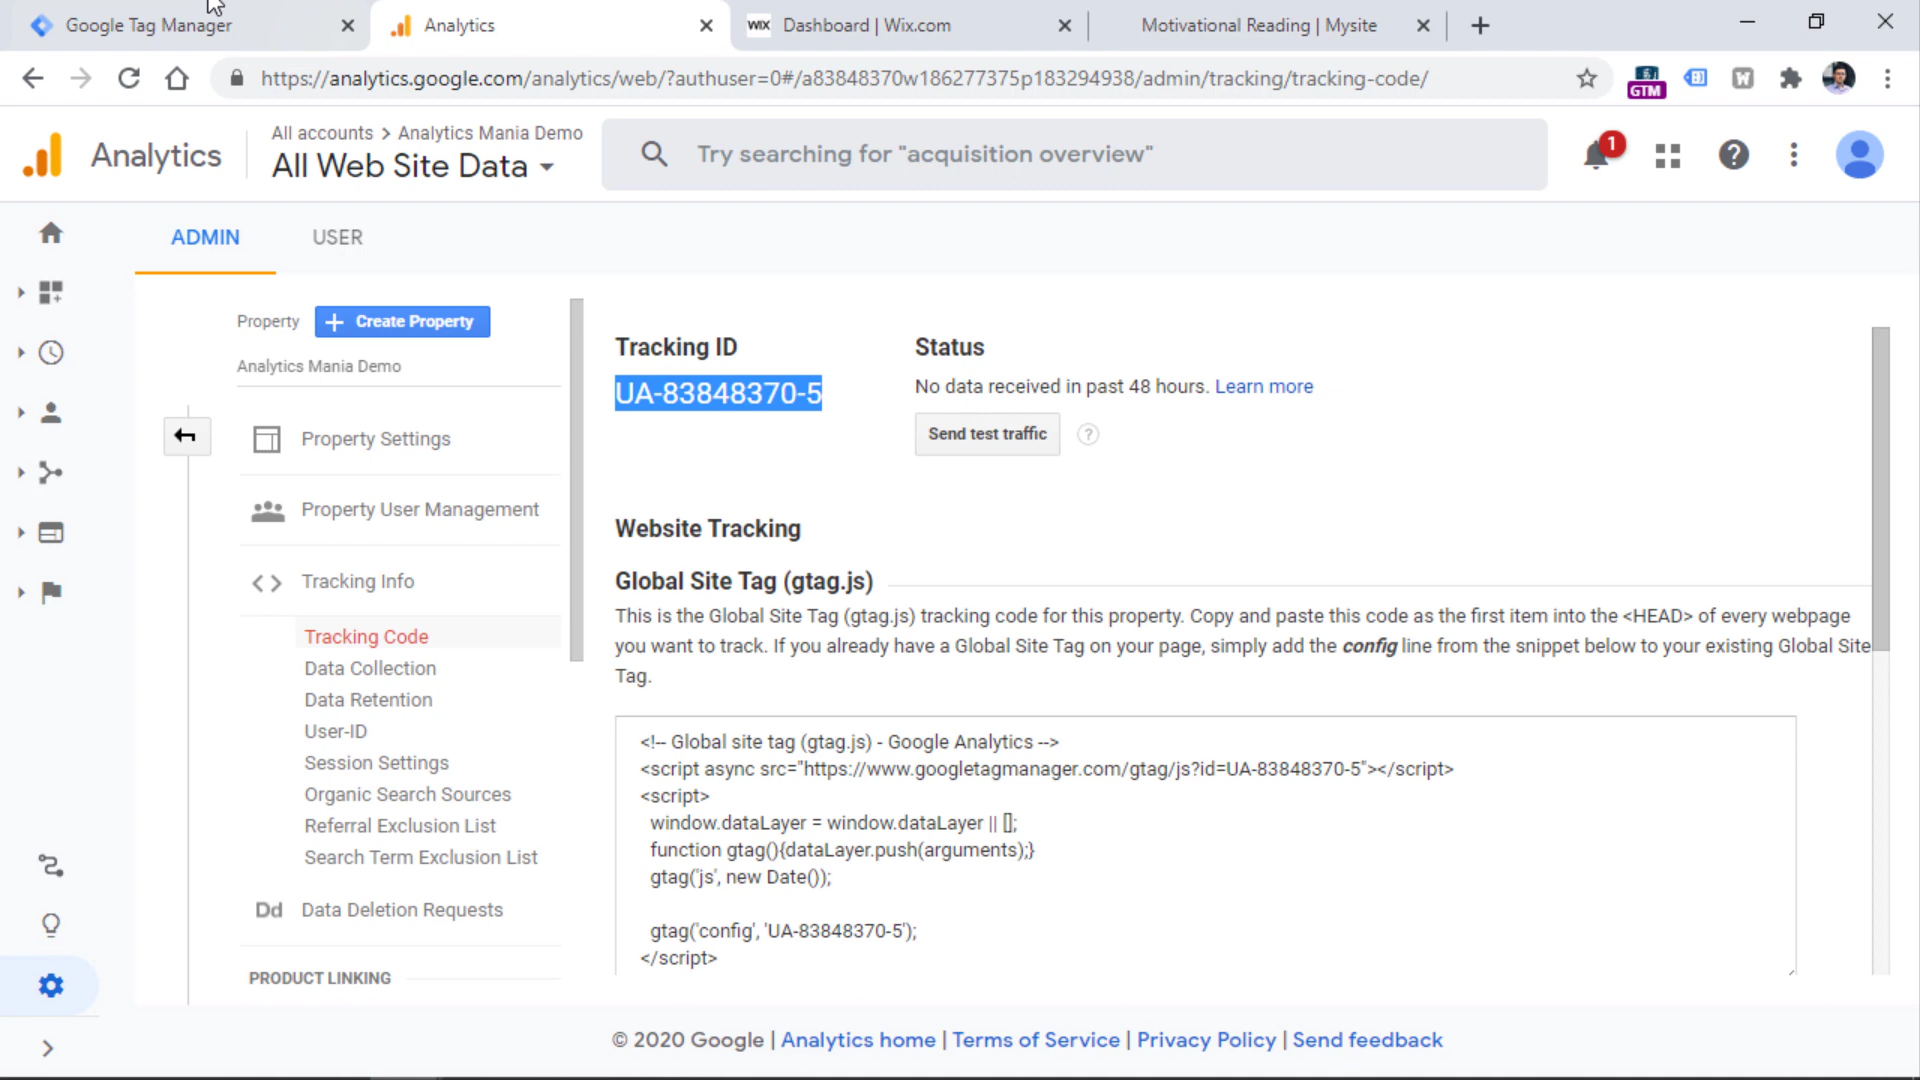 Google Tag Manager
Analytics
WIX Dashboard | Wix.com
Motivational Reading | Mysite
https://analytics.google.com/analytics/web/?authuser=0#/a83848370w186277375p183294938/admin/tracking/tracking-code/
GTM
W
Analytics
All accounts > Analytics Mania Demo
All Web Site Data
Try searching for "acquisition overview"
1
ADMIN
USER
Property
+ Create Property
Analytics Mania Demo
Property Settings
Property User Management
<> Tracking Info
Tracking Code
Data Collection
Data Retention
User-ID
Session Settings
Organic Search Sources
Referral Exclusion List
Search Term Exclusion List
Dd Data Deletion Requests
PRODUCT LINKING
Tracking ID
UA-83848370-5
Status
No data received in past 48 hours. Learn more
Send test traffic ?
Website Tracking
Global Site Tag (gtag.js)
This is the Global Site Tag (gtag.js) tracking code for this property. Copy and paste this code as the first item into the <HEAD> of every webpage
you want to track. If you already have a Global Site Tag on your page, simply add the config line from the snippet below to your existing Global Site
Tag.
<!-- Global site tag (gtag.js) - Google Analytics -->
<script async src="https://www.googletagmanager.com/gtag/js?id=UA-83848370-5"></script>
<script>
window.dataLayer = window.dataLayer || [];
function gtag(){dataLayer.push(arguments);}
gtag('js', new Date());
gtag('config', 'UA-83848370-5');
</script>
© 2020 Google | Analytics home | Terms of Service | Privacy Policy | Send feedback